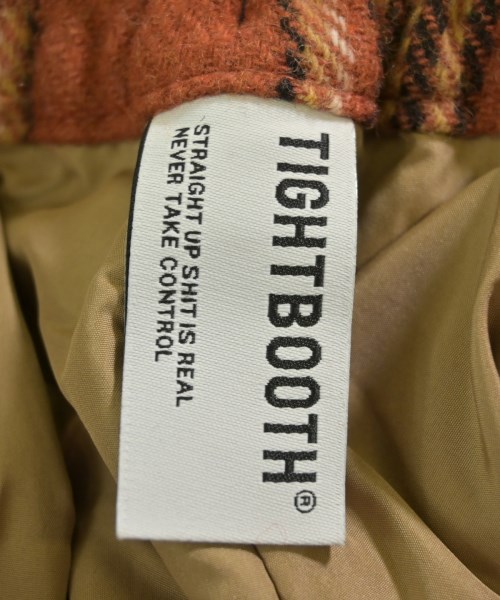 TIGHTBOOTH®
STRAIGHT UP SHIT IS REAL
NEVER TAKE CONTROL